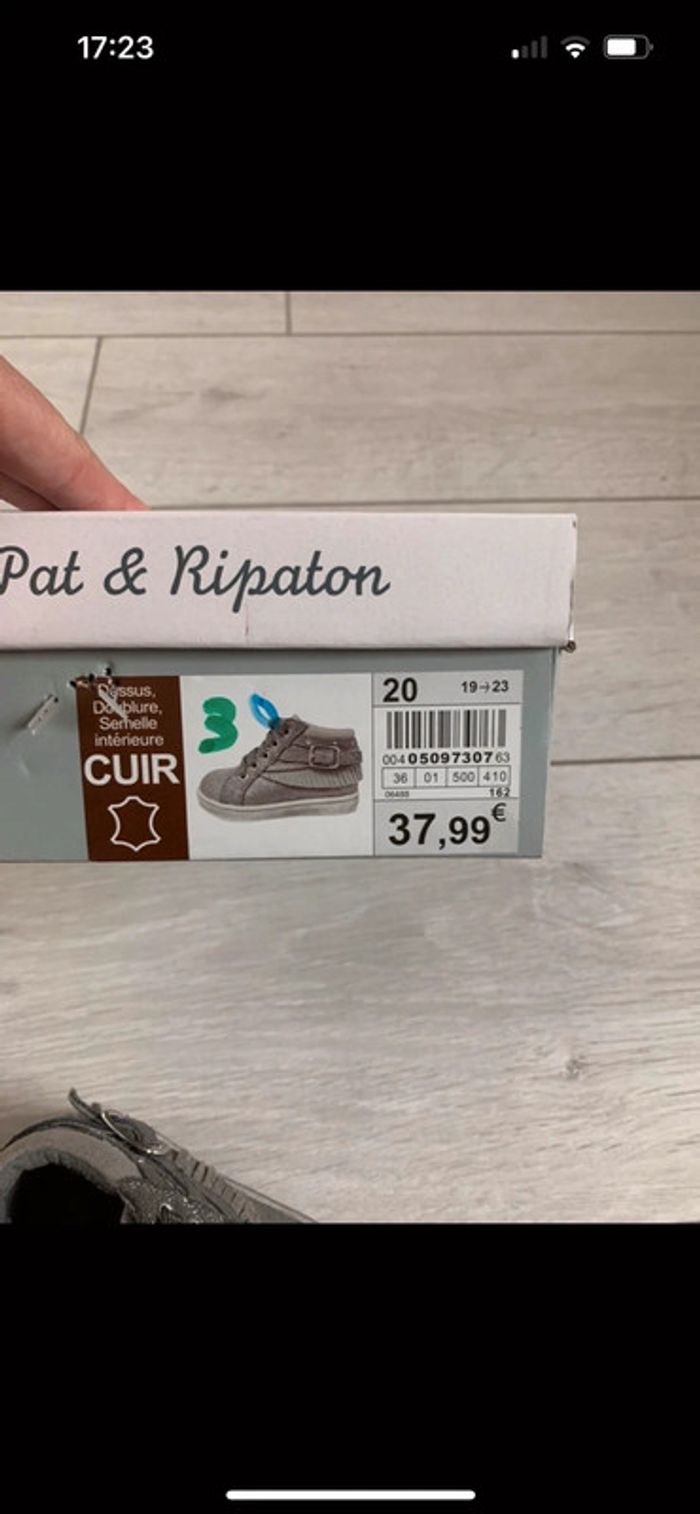 17:23
Pat & Ripaton
Dessus,
Doublure,
Semelle
intérieure
CUIR
30
20 19→23
004 05097307 63
36 01 500 410
06488 162
37,99€